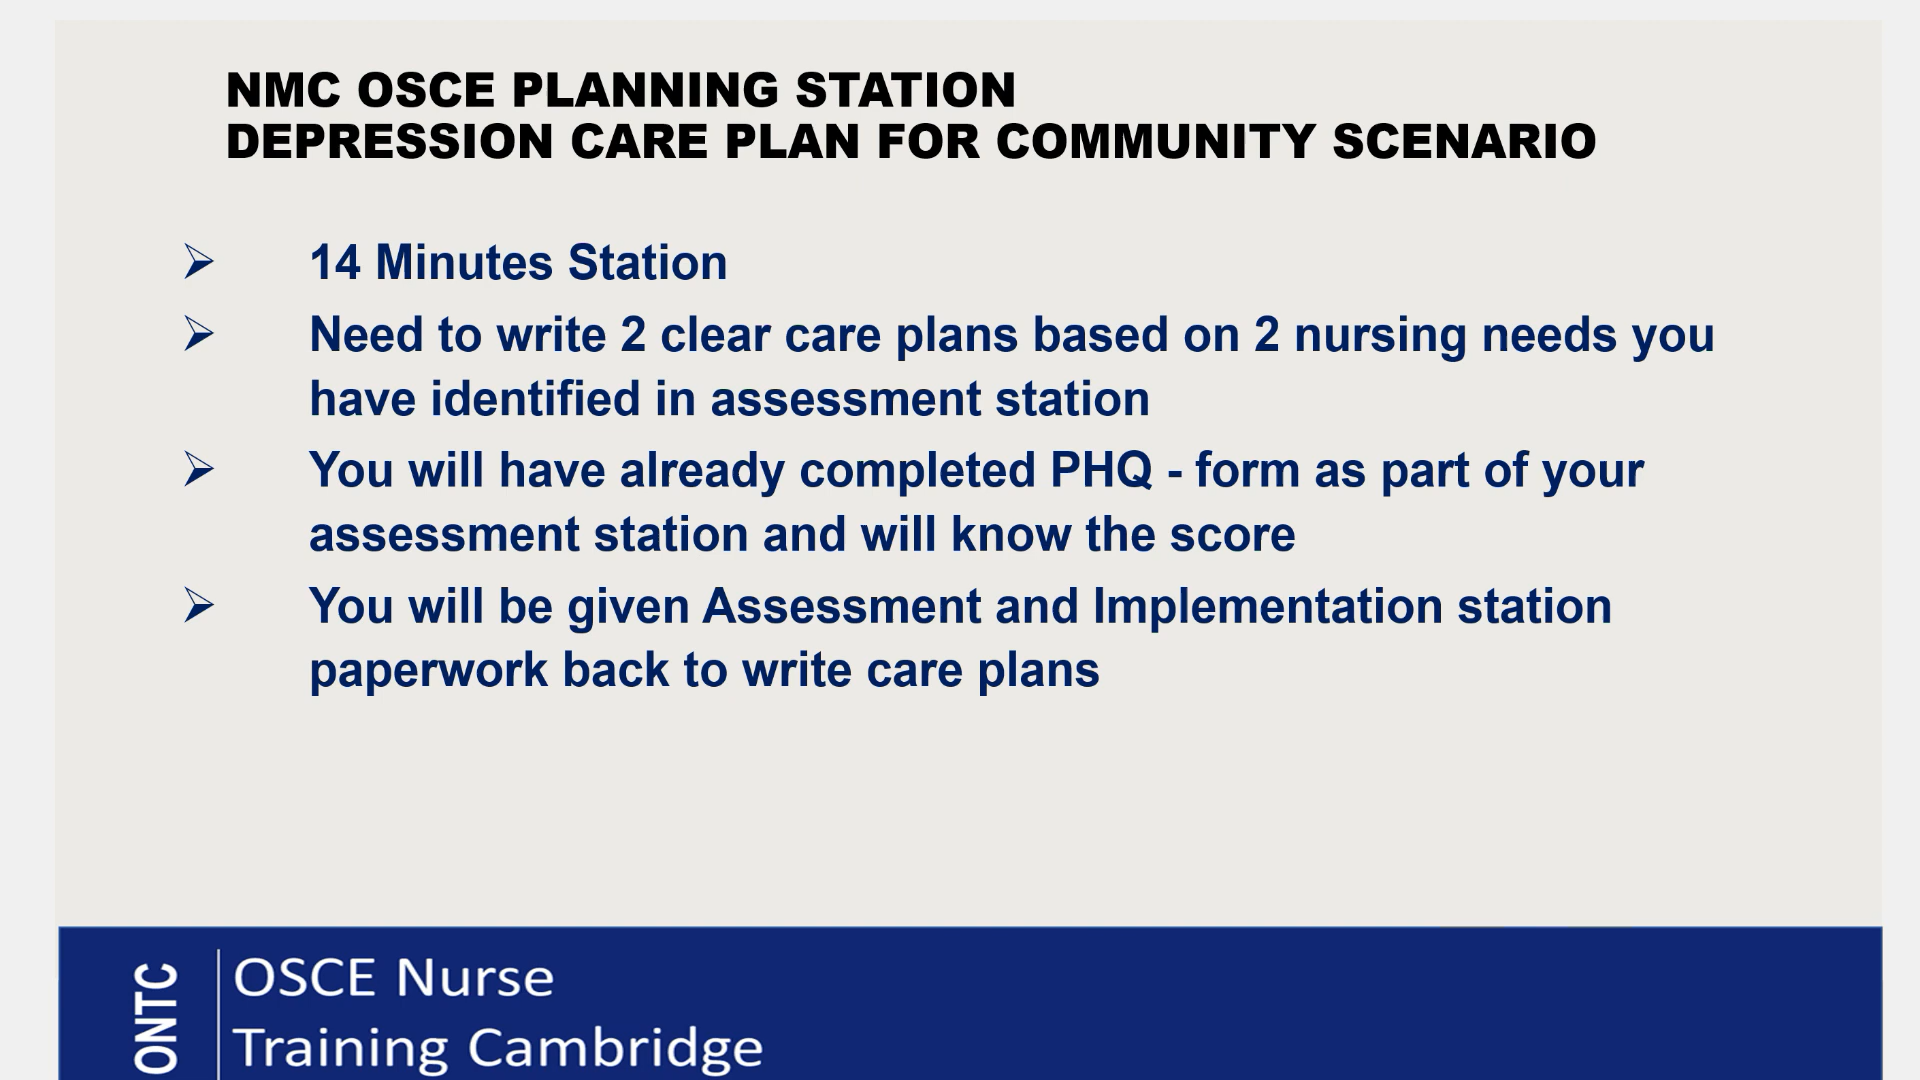 NMC OSCE PLANNING STATION
DEPRESSION CARE PLAN FOR COMMUNITY SCENARIO
14 Minutes Station
Need to write 2 clear care plans based on 2 nursing needs you
have identified in assessment station
You will have already completed PHQ - form as part of your
assessment station and will know the score
You will be given Assessment and Implementation station
paperwork back to write care plans
ONTC
OSCE Nurse
Training Cambridge